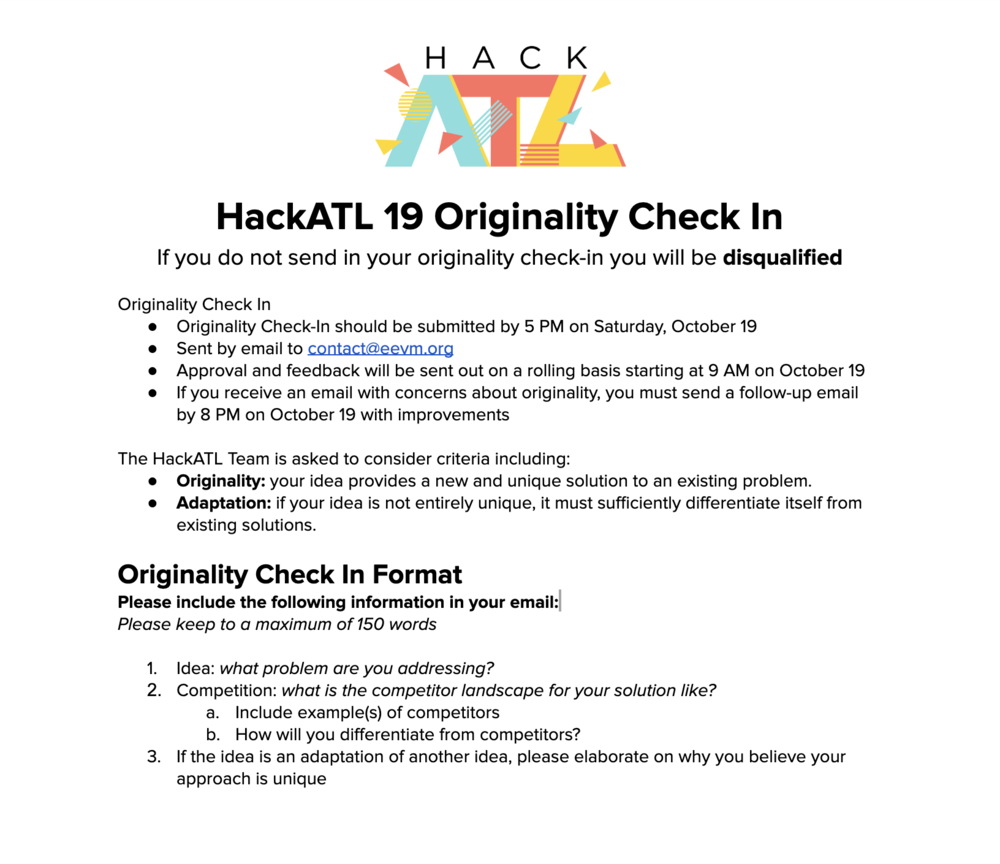 HACK
ATL
HackATL 19 Originality Check In
If you do not send in your originality check-in you will be disqualified
Originality Check In
● Originality Check-In should be submitted by 5 PM on Saturday, October 19
● Sent by email to contact@eevm.org
● Approval and feedback will be sent out on a rolling basis starting at 9 AM on October 19
● If you receive an email with concerns about originality, you must send a follow-up email
by 8 PM on October 19 with improvements
The HackATL Team is asked to consider criteria including:
● Originality: your idea provides a new and unique solution to an existing problem.
● Adaptation: if your idea is not entirely unique, it must sufficiently differentiate itself from
existing solutions.
Originality Check In Format
Please include the following information in your email:
Please keep to a maximum of 150 words
1. Idea: what problem are you addressing?
2. Competition: what is the competitor landscape for your solution like?
a. Include example(s) of competitors
b. How will you differentiate from competitors?
3. If the idea is an adaptation of another idea, please elaborate on why you believe your
approach is unique